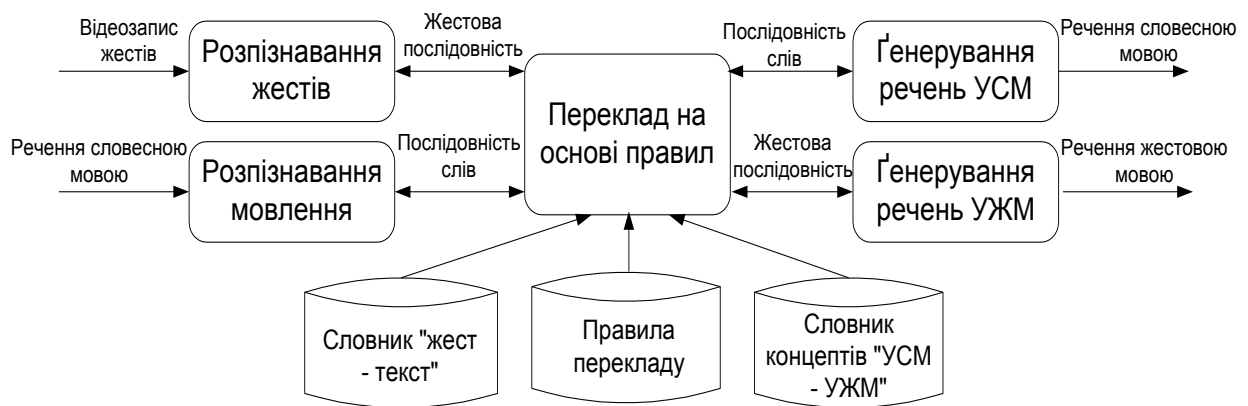 Відеозапис
жестів
Розпізнавання
жестів
Жестова
послідовність
Речення словесною
мовою
Розпізнавання
мовлення
Послідовність
слів
Переклад на
основі правил
Послідовність
слів
Ґенерування
речень УСМ
Речення словесною
мовою
Жестова
послідовність
Ґенерування
речень УЖМ
Речення жестовою
мовою
Словник "жест
- текст"
Правила
перекладу
Словник
концептів "УСМ
- УЖМ"